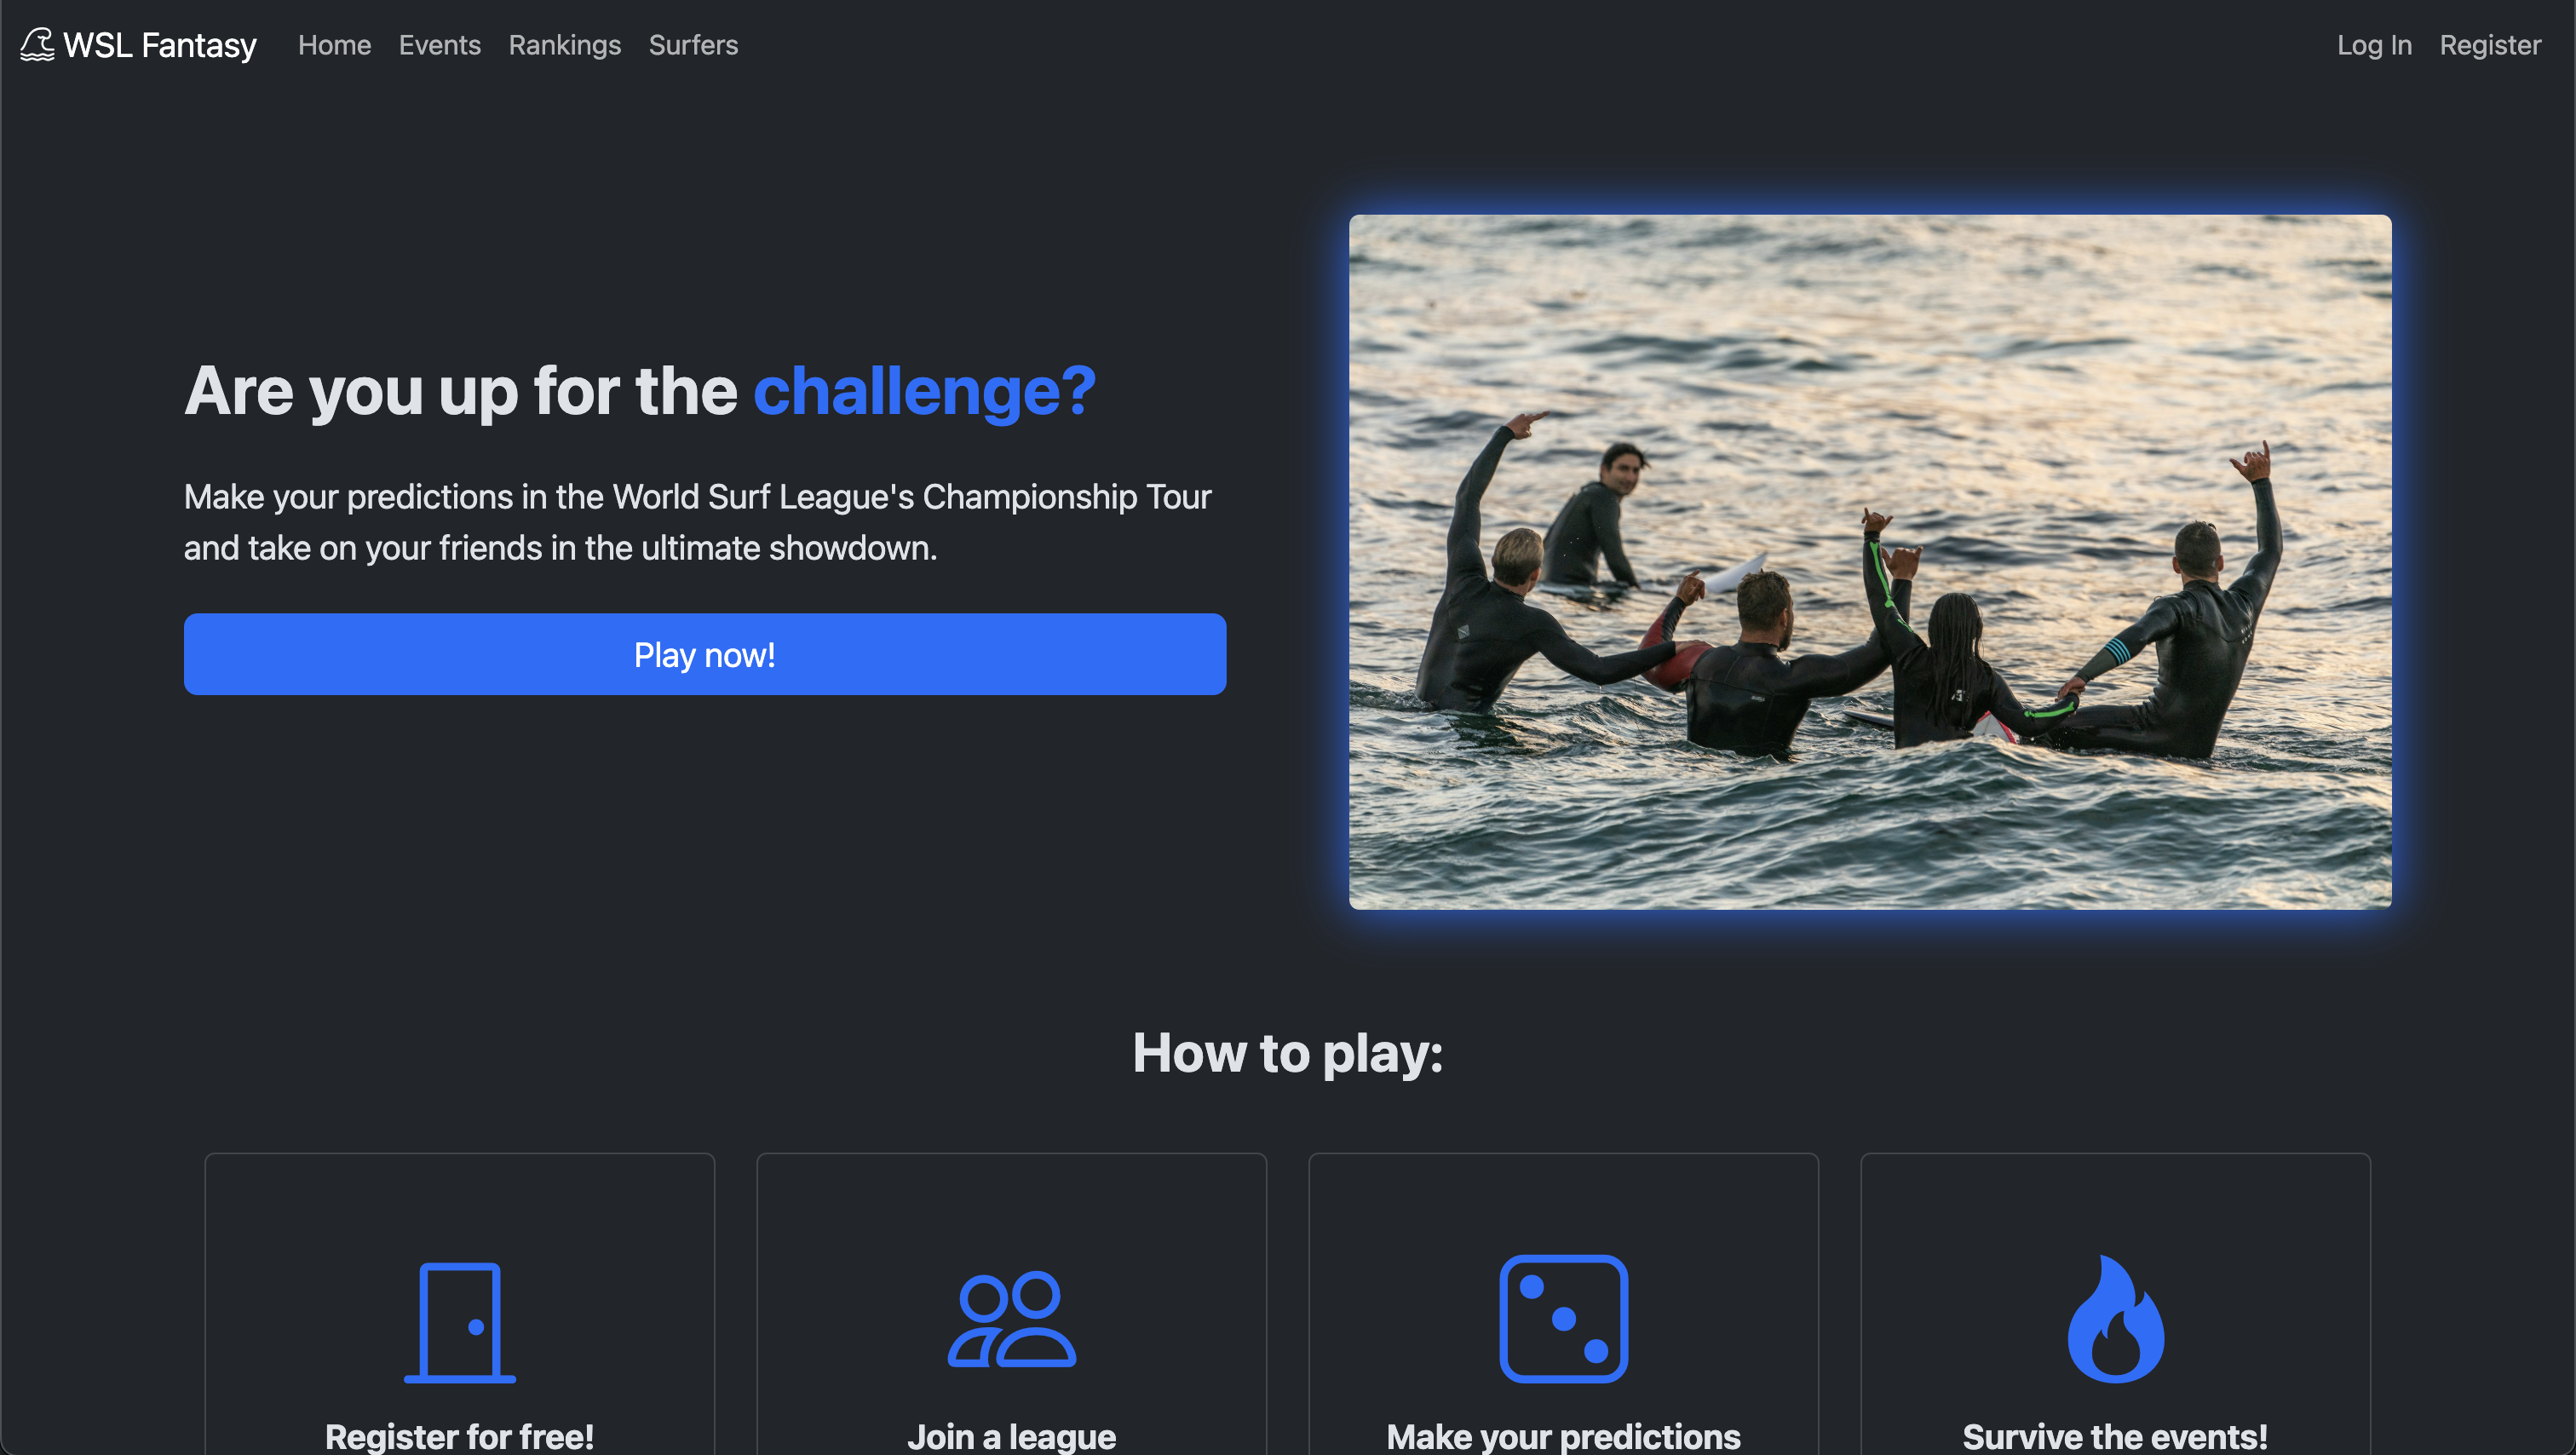 WSL Fantasy
Home Events Rankings Surfers
Log In Register
Are you up for the challenge?
Make your predictions in the World Surf League's Championship Tour
and take on your friends in the ultimate showdown.
Play now!
How to play:
Register for free!
Join a league
Make your predictions
Survive the events!